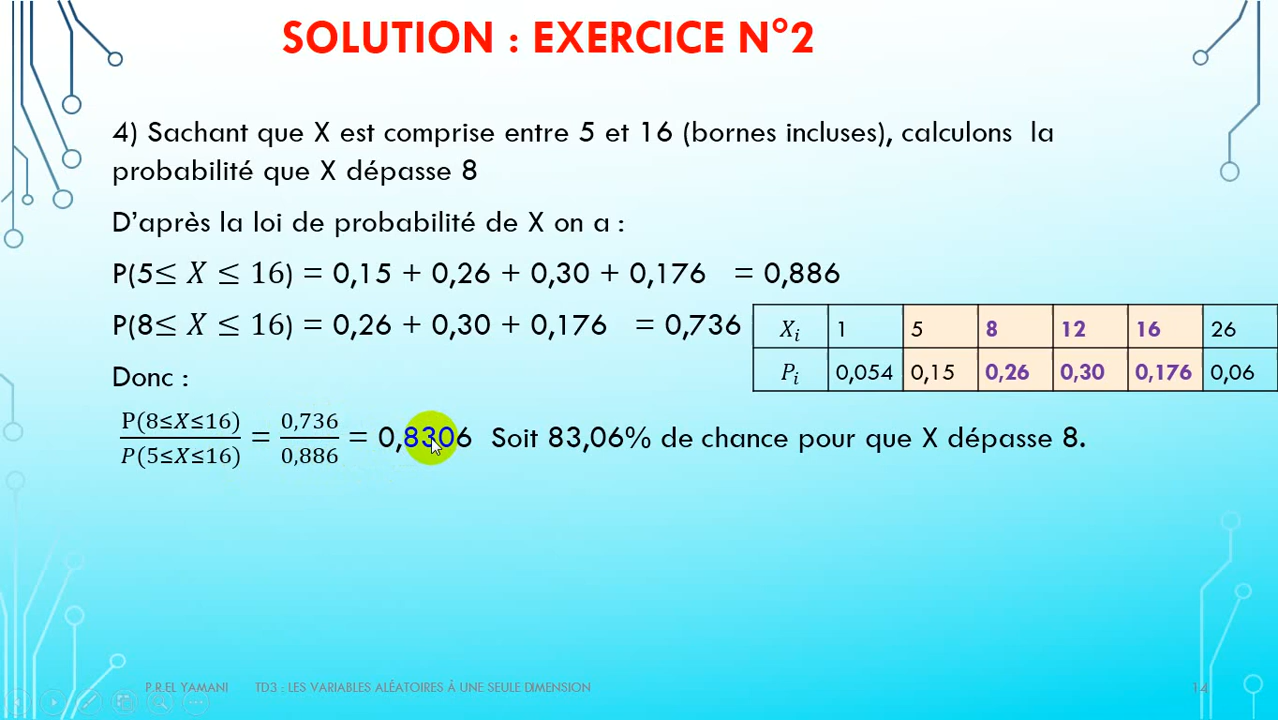 SOLUTION : EXERCICE N°2
4) Sachant que X est comprise entre 5 et 16 (bornes incluses), calculons la
probabilité que X dépasse 8
D'après la loi de probabilité de X on a :
P(5≤ X ≤ 16) = 0,15 + 0,26 + 0,30 + 0,176 = 0,886
P(8≤ X ≤ 16) = 0,26 + 0,30 + 0,176 = 0,736
Xi 1 5 8 12 16 26
Pi 0,054 0,15 0,26 0,30 0,176 0,06
Donc :
P(8≤X≤16)/P(5≤X≤16) = 0,736/0,886 = 0,8306 Soit 83,06% de chance pour que X dépasse 8.
P.R.EL YAMANI TD3 : LES VARIABLES ALÉATOIRES À UNE SEULE DIMENSION 14